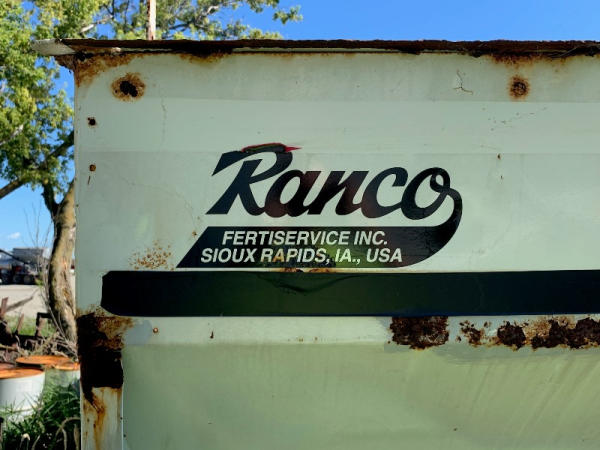 Ranco
FERTISERVICE INC.
SIOUX RAPIDS, IA., USA